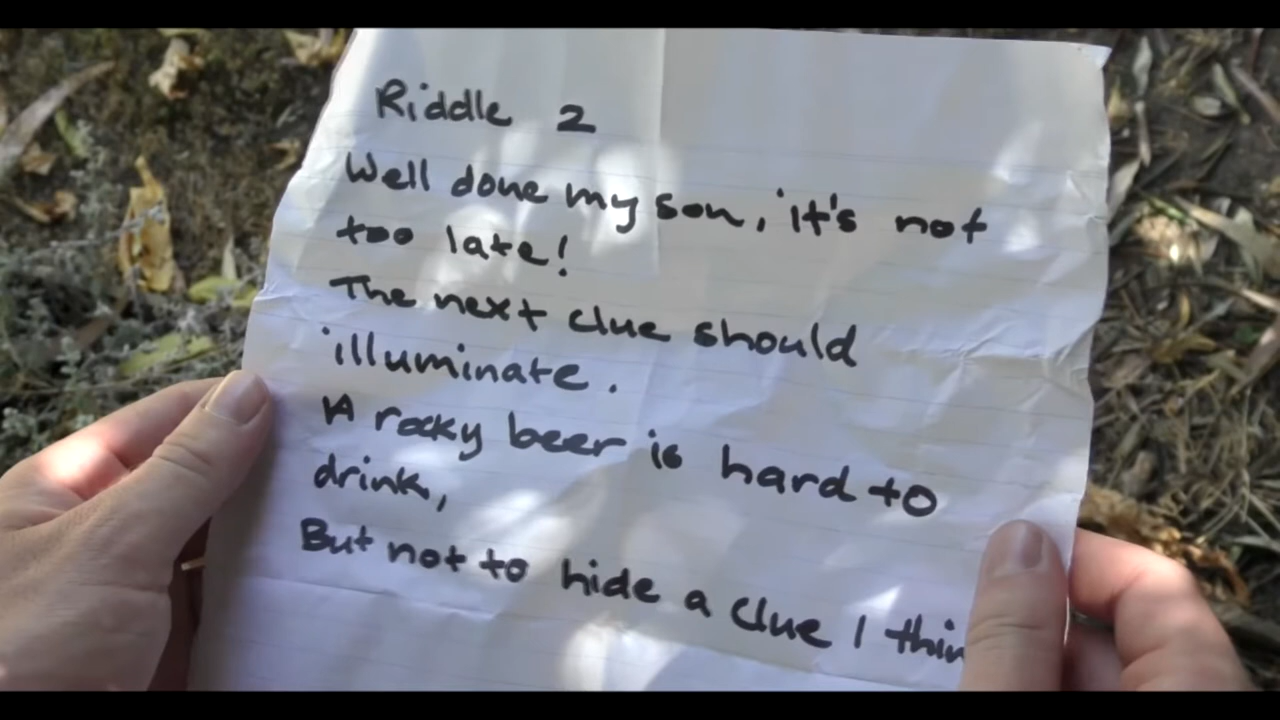 Riddle 2
Well done my son, it's not
too late!
The next clue should
illuminate.
A rocky beer is hard to
drink,
But not to hide a clue I thin